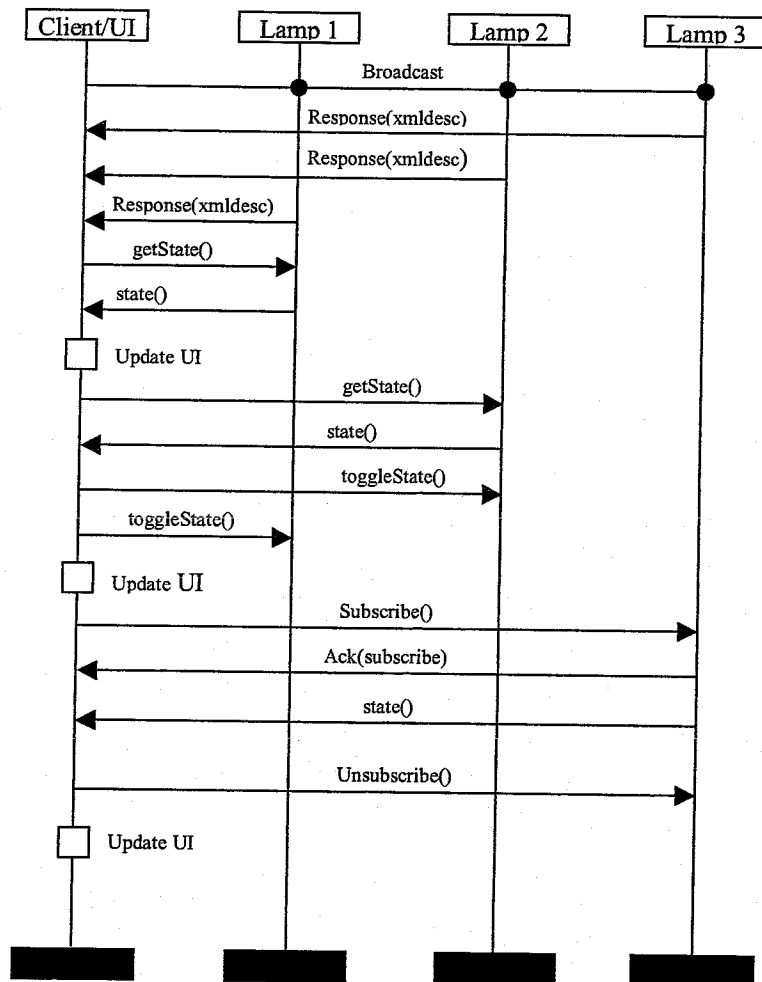 Client/UI
Lamp 1
Lamp 2
Lamp 3
Broadcast
Response(xmldesc)
Response(xmldesc)
Response(xmldesc)
getState()
state()
Update UI
getState()
state()
toggleState()
toggleState()
Update UI
Subscribe()
Ack(subscribe)
state()
Unsubscribe()
Update UI